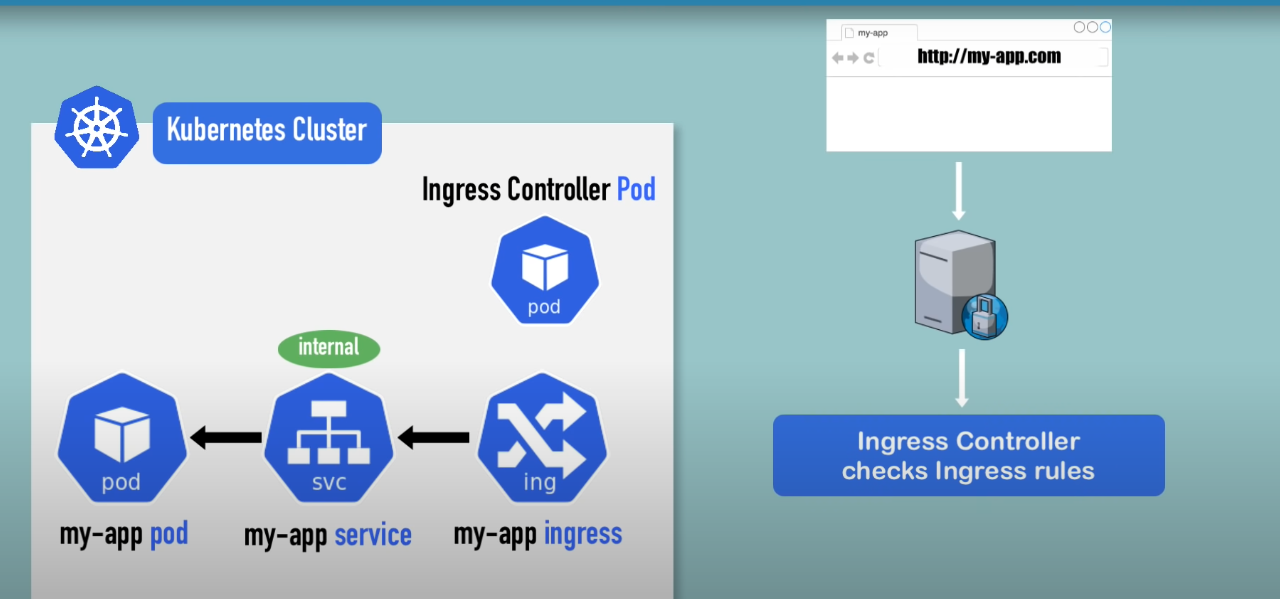 my-app
http://my-app.com
Kubernetes Cluster
Ingress Controller Pod
pod
internal
pod
svc
ing
my-app pod
my-app service
my-app ingress
Ingress Controller
checks Ingress rules